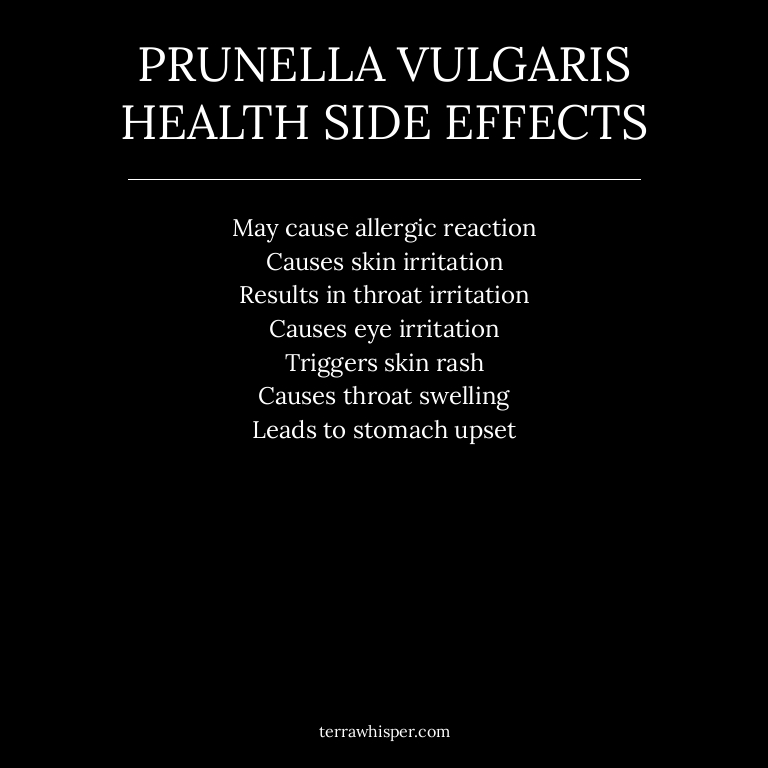 PRUNELLA VULGARIS
HEALTH SIDE EFFECTS
May cause allergic reaction
Causes skin irritation
Results in throat irritation
Causes eye irritation
Triggers skin rash
Causes throat swelling
Leads to stomach upset
terrawhisper.com